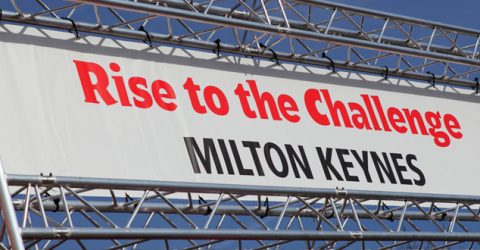 Rise to the Challenge
MILTON KEYNES